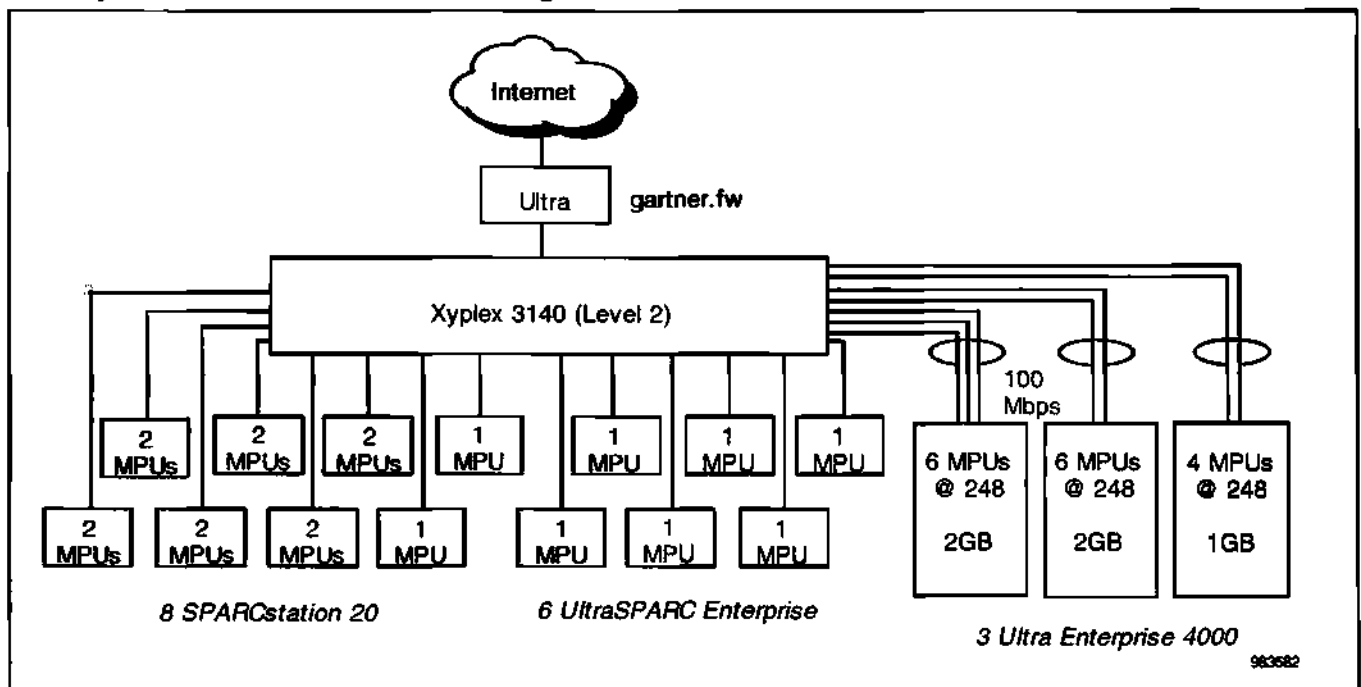 Internet
Ultra
gartner.fw
Xyplex 3140 (Level 2)
100
Mbps
2
MPUs
2
MPUs
2
MPUs
1
MPU
1
MPU
1
MPU
1
MPU
6 MPUs
@ 248
2GB
6 MPUs
@ 248
2GB
4 MPUs
@ 248
1GB
2
MPUs
2
MPUs
2
MPUs
1
MPU
1
MPU
1
MPU
1
MPU
8 SPARCstation 20
6 UltraSPARC Enterprise
3 Ultra Enterprise 4000
983582